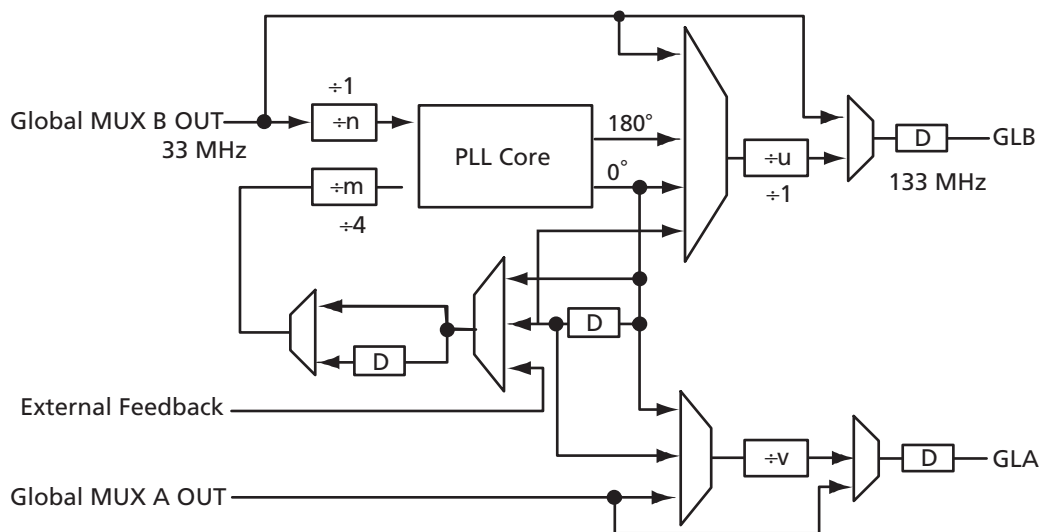 ÷1
Global MUX B OUT
÷n
33 MHz
PLL Core
180°
0°
÷m
÷4
÷u
÷1
D
GLB
133 MHz
D
D
External Feedback
÷v
D
GLA
Global MUX A OUT